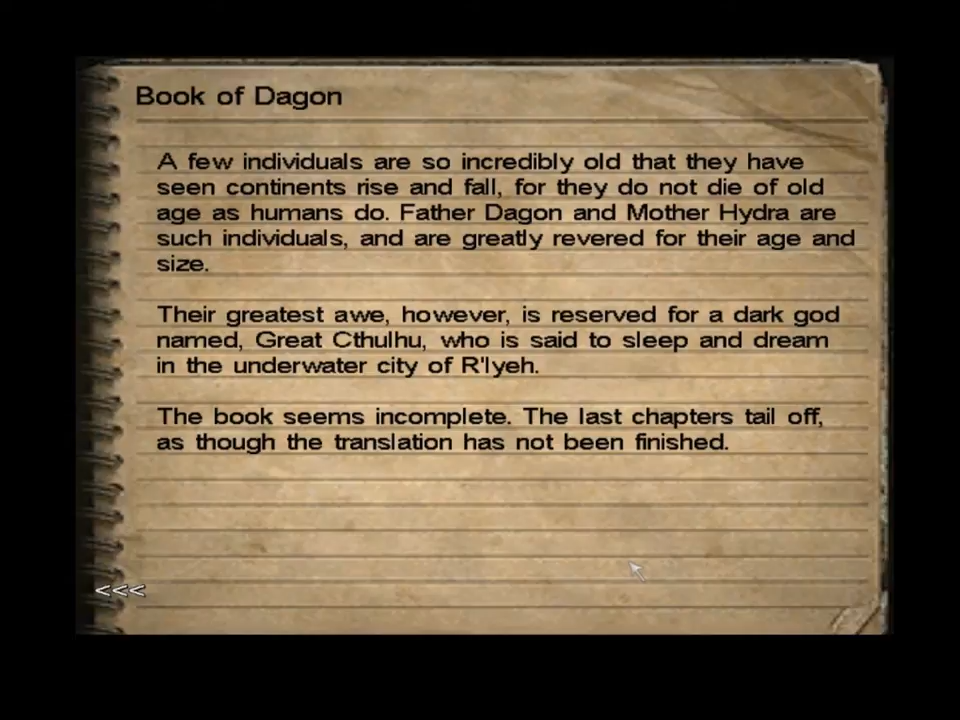 Book of Dagon
A few individuals are so incredibly old that they have
seen continents rise and fall, for they do not die of old
age as humans do. Father Dagon and Mother Hydra are
such individuals, and are greatly revered for their age and
size.
Their greatest awe, however, is reserved for a dark god
named, Great Cthulhu, who is said to sleep and dream
in the underwater city of R'lyeh.
The book seems incomplete. The last chapters tail off,
as though the translation has not been finished.
<<<